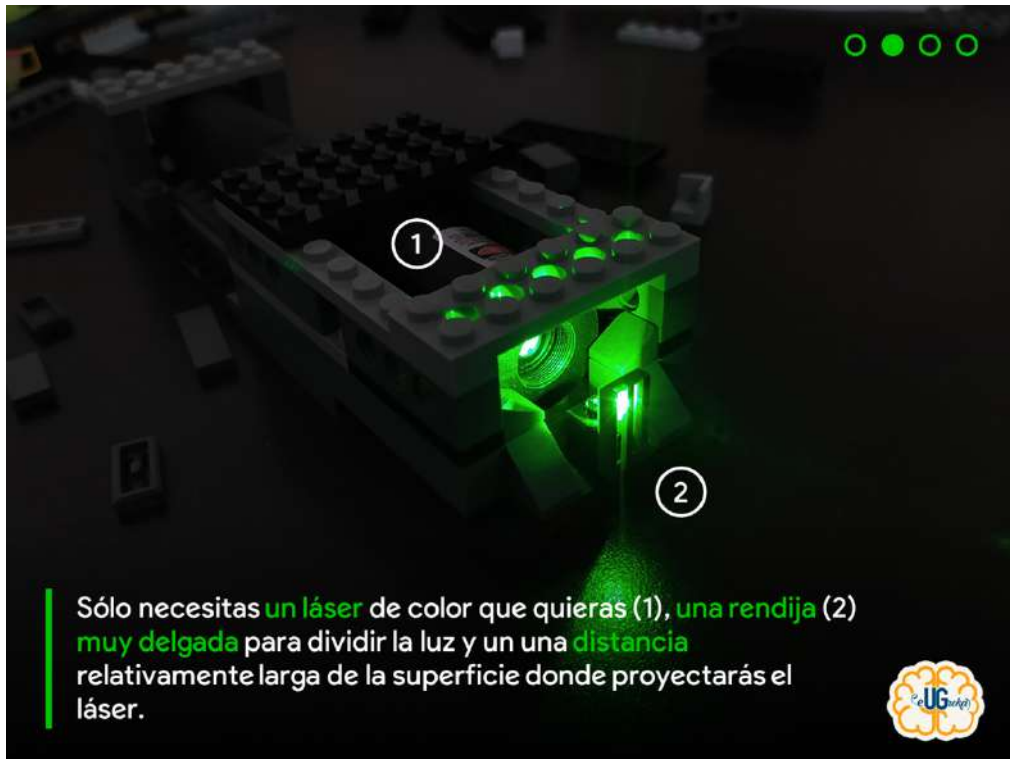 1
2
Sólo necesitas un láser de color que quieras (1), una rendija (2)
muy delgada para dividir la luz y un una distancia
relativamente larga de la superficie donde proyectarás el
láser.
eUGreka